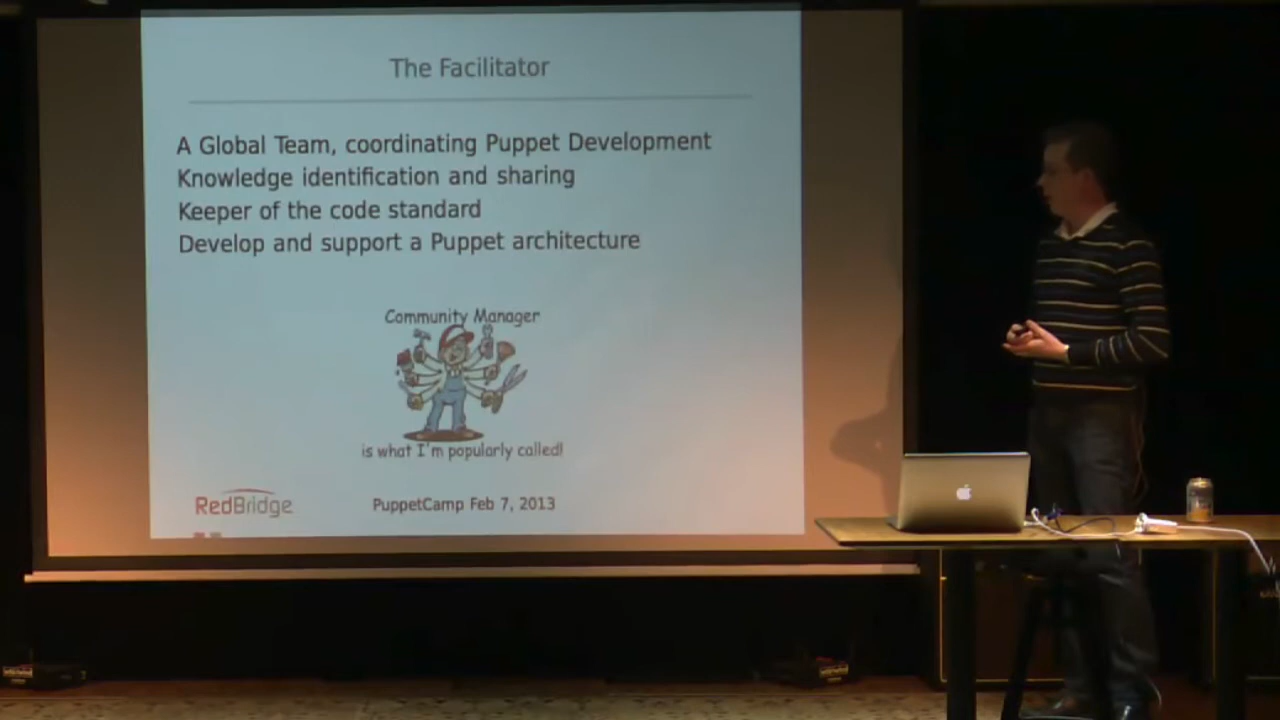 The Facilitator
A Global Team, coordinating Puppet Development
Knowledge identification and sharing
Keeper of the code standard
Develop and support a Puppet architecture
Community Manager
is what I'm popularly called!
RedBridge
PuppetCamp Feb 7, 2013